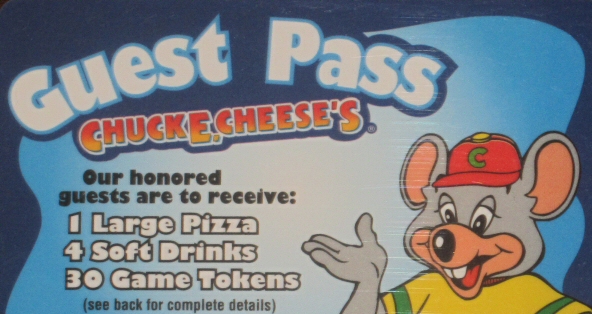 Guest Pass
CHUCK E. CHEESE'S®
Our honored
guests are to receive:
1 Large Pizza
4 Soft Drinks
30 Game Tokens
(see back for complete details)
C